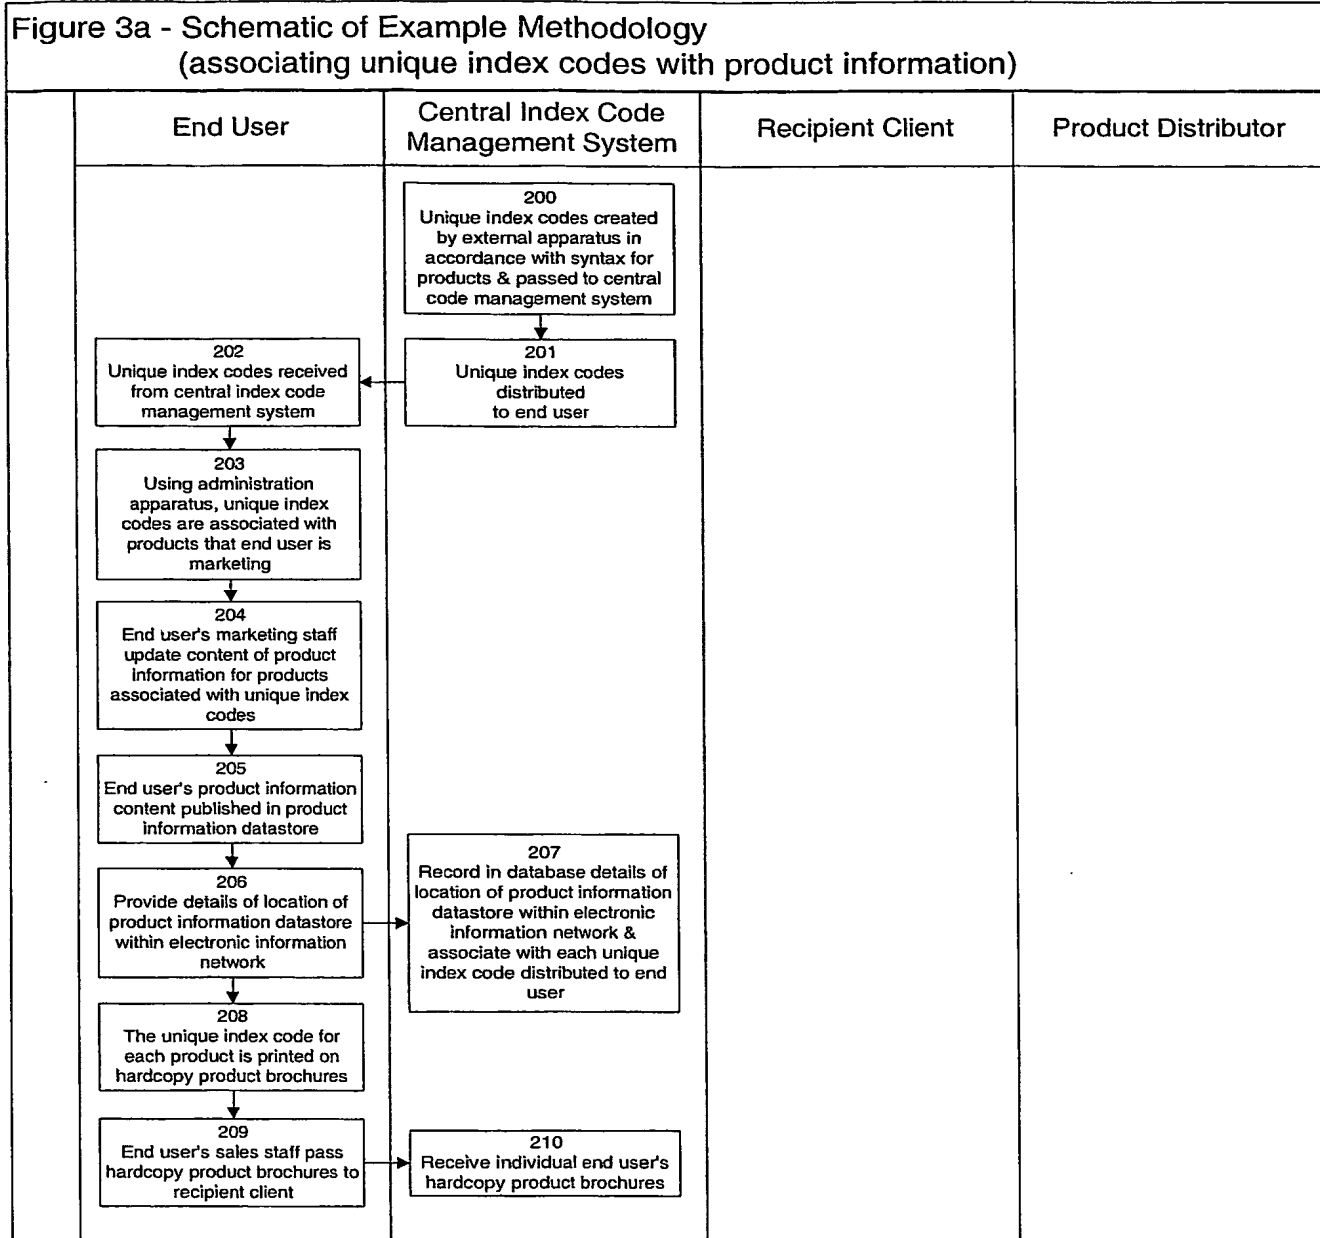 Figure 3a - Schematic of Example Methodology
(associating unique index codes with product information)
End User
Central Index Code
Management System
Recipient Client
Product Distributor
200
Unique index codes created
by external apparatus in
accordance with syntax for
products & passed to central
code management system
201
Unique index codes
distributed
to end user
202
Unique index codes received
from central index code
management system
203
Using administration
apparatus, unique index
codes are associated with
products that end user is
marketing
204
End user's marketing staff
update content of product
information for products
associated with unique index
codes
205
End user's product information
content published in product
information datastore
206
Provide details of location of
product information datastore
within electronic information
network
207
Record in database details of
location of product information
datastore within electronic
information network &
associate with each unique
index code distributed to end
user
208
The unique index code for
each product is printed on
hardcopy product brochures
209
End user's sales staff pass
hardcopy product brochures to
recipient client
210
Receive individual end user's
hardcopy product brochures